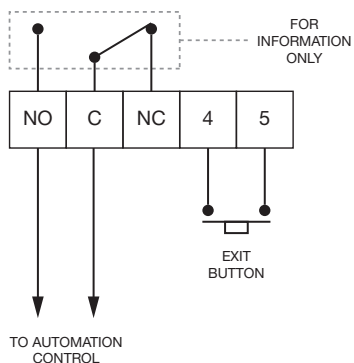 FOR
INFORMATION
ONLY
NO C NC 4 5
EXIT
BUTTON
TO AUTOMATION
CONTROL